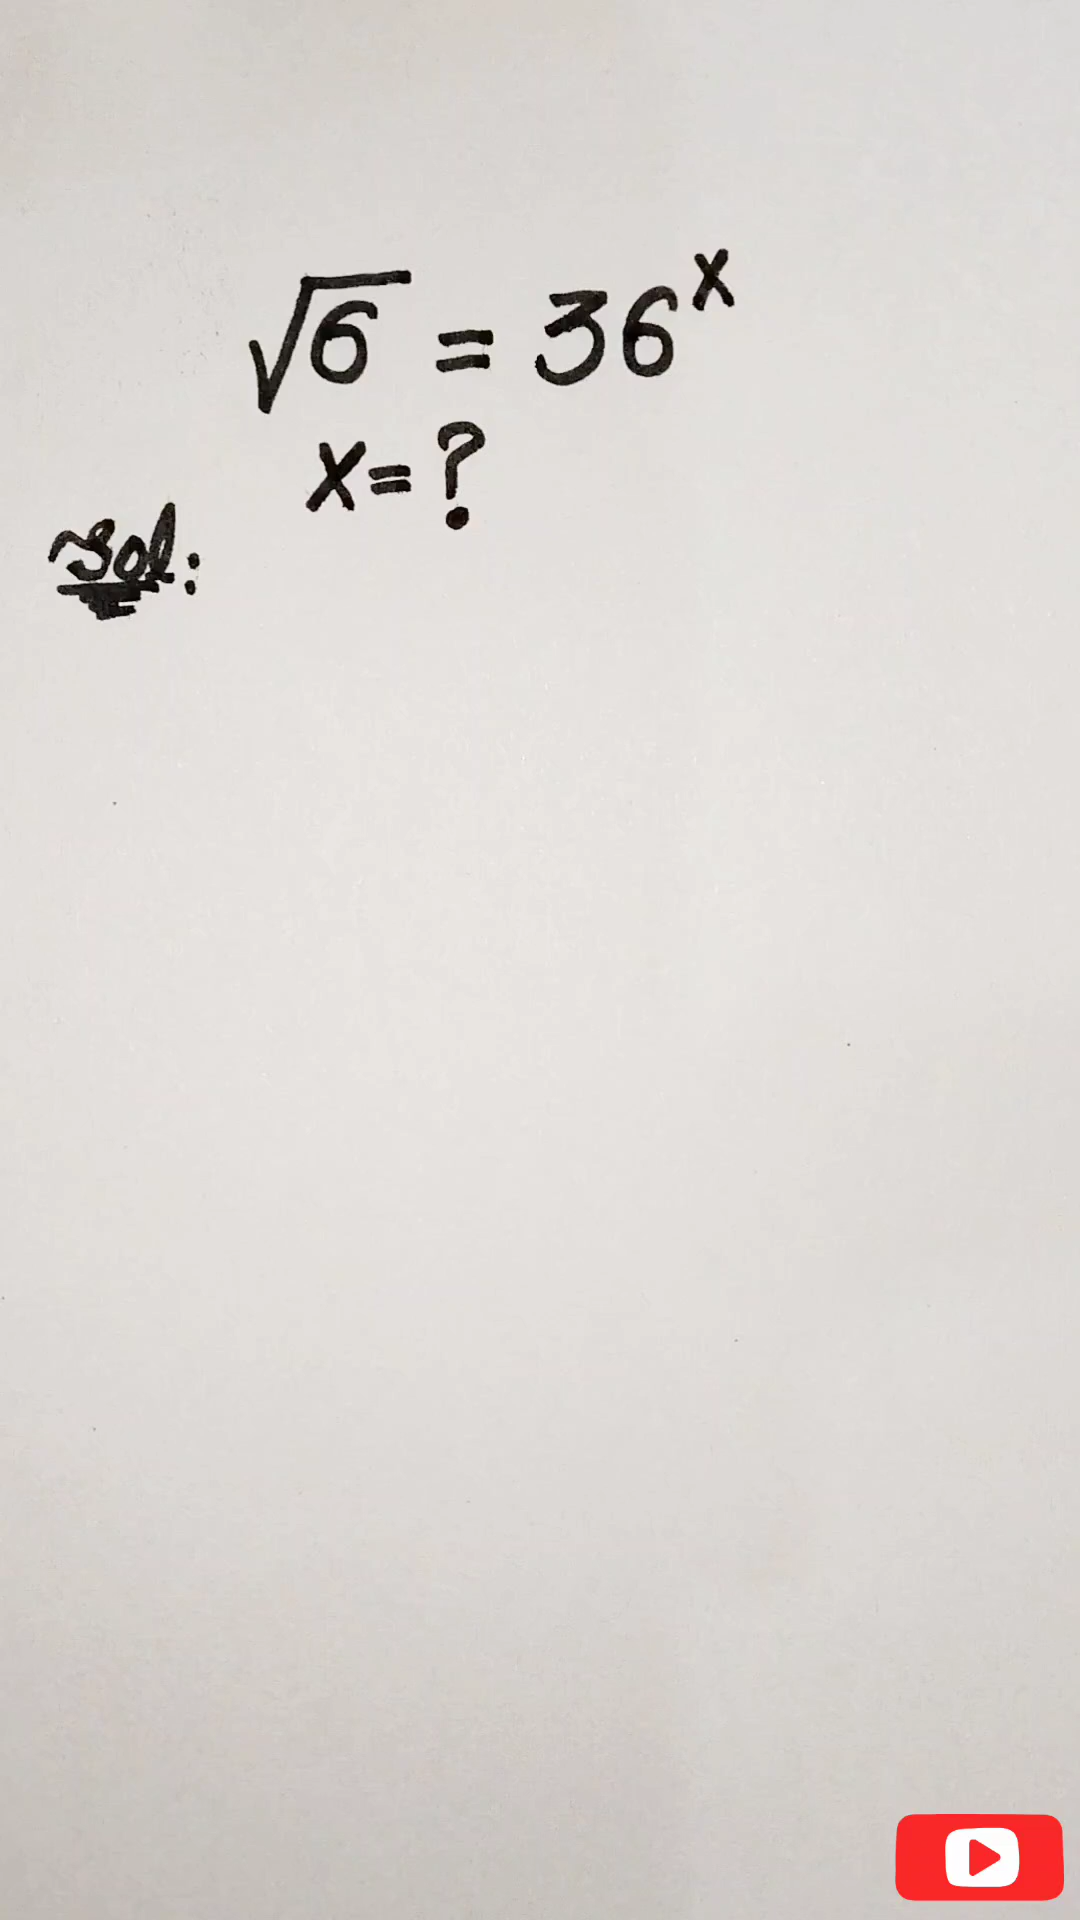 √6 = 36^x
x = ?
Sol: